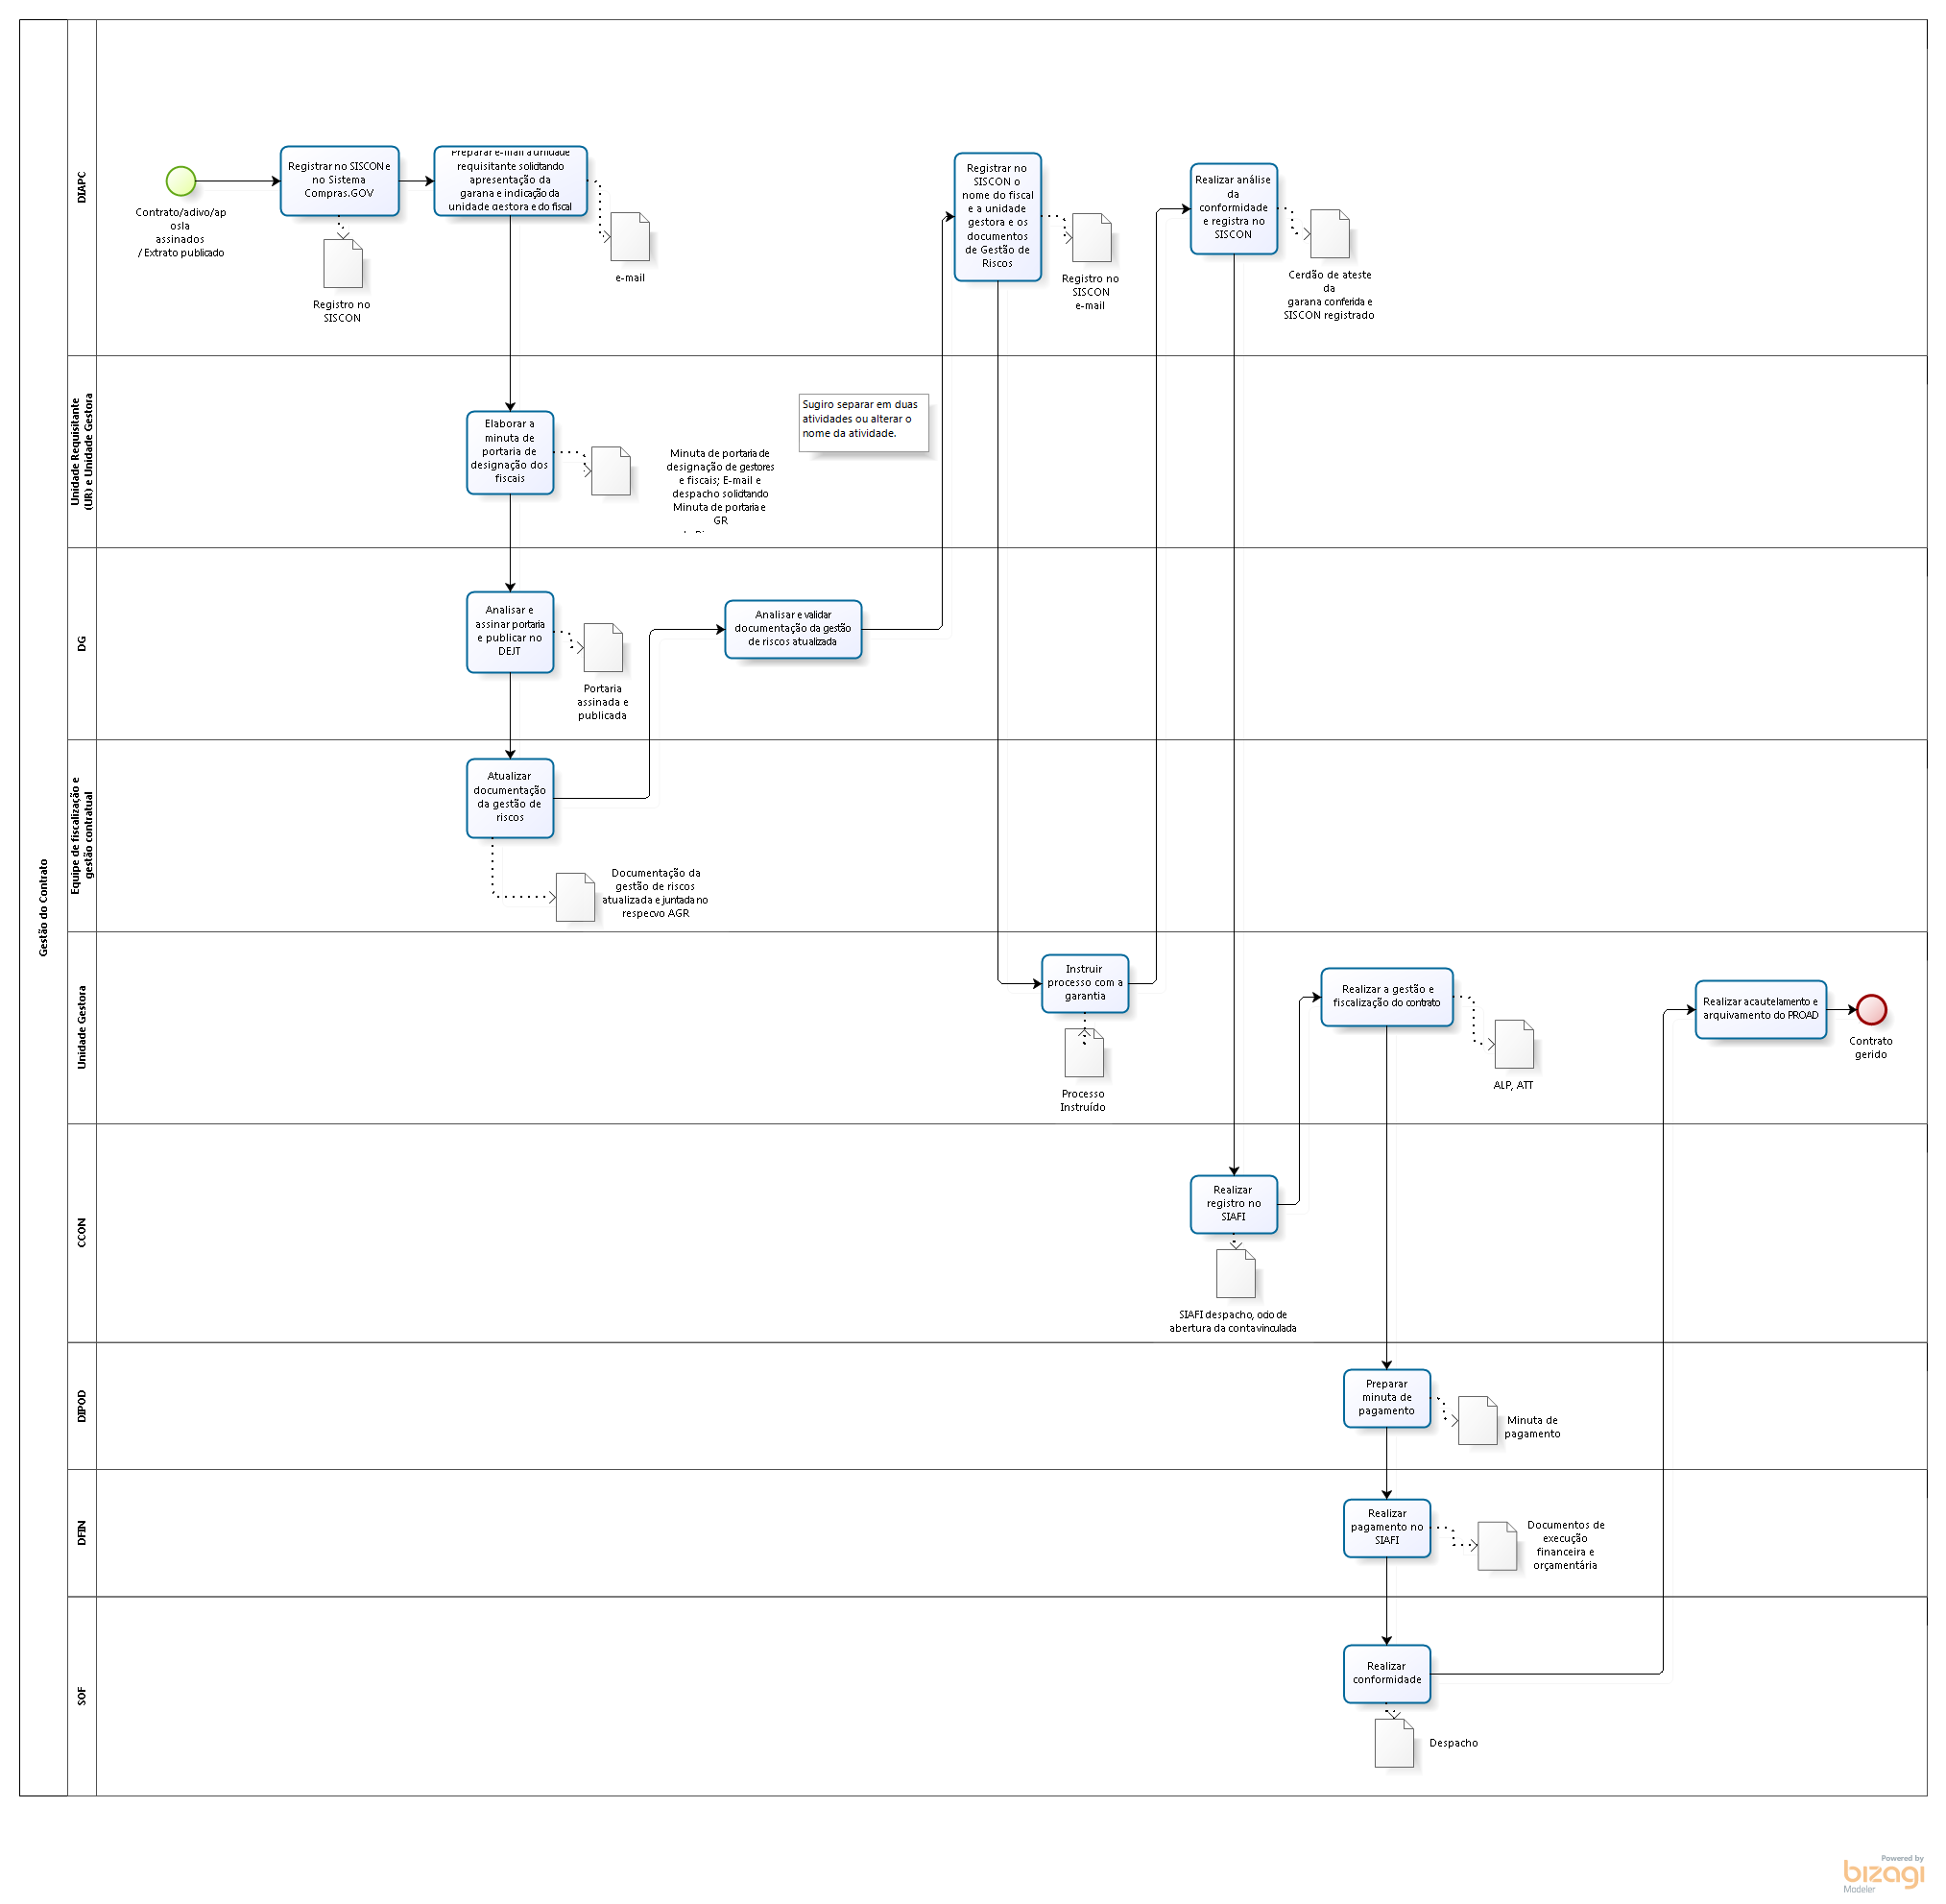 Gestão do Contrato
DIAPC
Contrato/adivo/ap
osla
assinados
/ Extrato publicado
Registrar no SISCON e
no Sistema
Compras.GOV
Registro no
SISCON
Preparar e-mail à unidade
requisitante solicitando
apresentação da
garana e indicação da
unidade gestora e do fiscal
e-mail
Registrar no
SISCON o
nome do fiscal
e a unidade
gestora e os
documentos
de Gestão de
Riscos
Registro no
SISCON
e-mail
Realizar análise
da
conformidade
e registra no
SISCON
Cerdão de ateste
da
garana conferida e
SISCON registrado
Unidade Requisitante
(UR) e Unidade Gestora
Elaborar a
minuta de
portaria de
designação dos
fiscais
Minuta de portaria de
designação de gestores
e fiscais; E-mail e
despacho solicitando
Minuta de portaria e
GR
Sugiro separar em duas
atividades ou alterar o
nome da atividade.
DG
Analisar e
assinar portaria
e publicar no
DEJT
Portaria
assinada e
publicada
Analisar e validar
documentação da gestão
de riscos atualizada
Equipe de fiscalização e
gestão contratual
Atualizar
documentação
da gestão de
riscos
Documentação da
gestão de riscos
atualizada e juntada no
respecvo AGR
Unidade Gestora
Instruir
processo com a
garantia
Processo
Instruído
Realizar a gestão e
fiscalização do contrato
ALP, ATT
Realizar acautelamento e
arquivamento do PROAD
Contrato
gerido
CCON
Realizar
registro no
SIAFI
SIAFI despacho, ocio de
abertura da conta vinculada
DIPOD
Preparar
minuta de
pagamento
Minuta de
pagamento
DFIN
Realizar
pagamento no
SIAFI
Documentos de
execução
financeira e
orçamentária
SOF
Realizar
conformidade
Despacho
Powered by
bizagi
Modeler